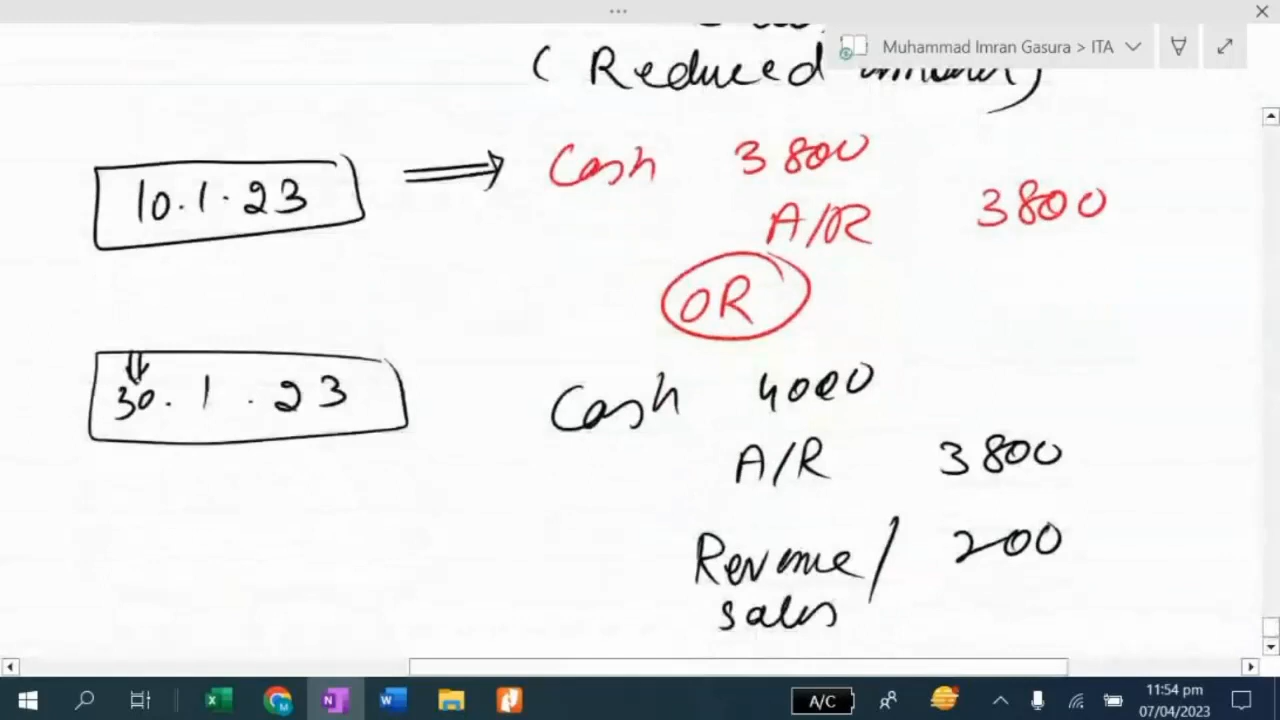 Muhammad Imran Gasura > ITA
( Reduced
10.1.23 ⇒ Cash 3800
A/R 3800
OR
30.1.23 Cash 4000
A/R 3800
Revenue / 200
sales
A/C
11:54 pm
07/04/2023